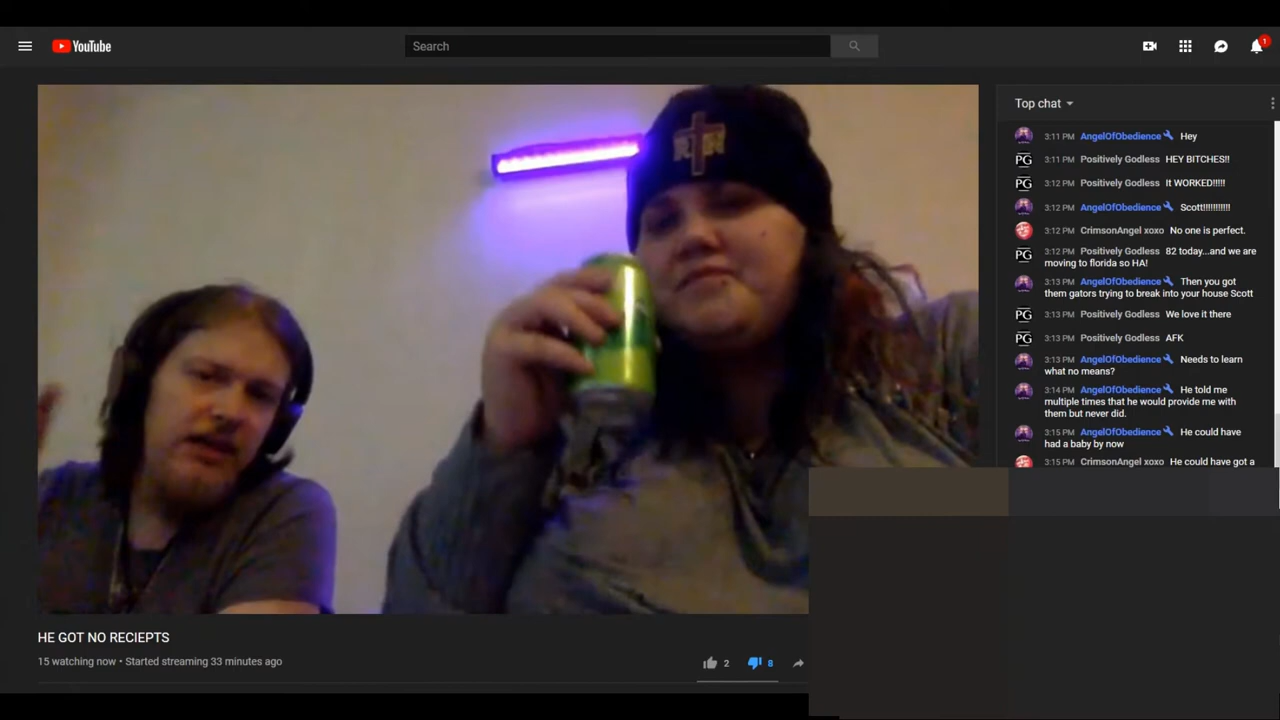 YouTube
Search
1
Top chat
3:11 PM AngelOfObedience Hey
PG 3:11 PM Positively Godless HEY BITCHES!!
PG 3:12 PM Positively Godless It WORKED!!!!!
3:12 PM AngelOfObedience Scott!!!!!!!!!!!
3:12 PM CrimsonAngel xoxo No one is perfect.
PG 3:12 PM Positively Godless 82 today...and we are
moving to florida so HA!
3:13 PM AngelOfObedience Then you got
them gators trying to break into your house Scott
PG 3:13 PM Positively Godless We love it there
PG 3:13 PM Positively Godless AFK
3:13 PM AngelOfObedience Needs to learn
what no means?
3:14 PM AngelOfObedience He told me
multiple times that he would provide me with
them but never did.
3:15 PM AngelOfObedience He could have
had a baby by now
3:15 PM CrimsonAngel xoxo He could have got a
HE GOT NO RECIEPTS
15 watching now • Started streaming 33 minutes ago
2
8